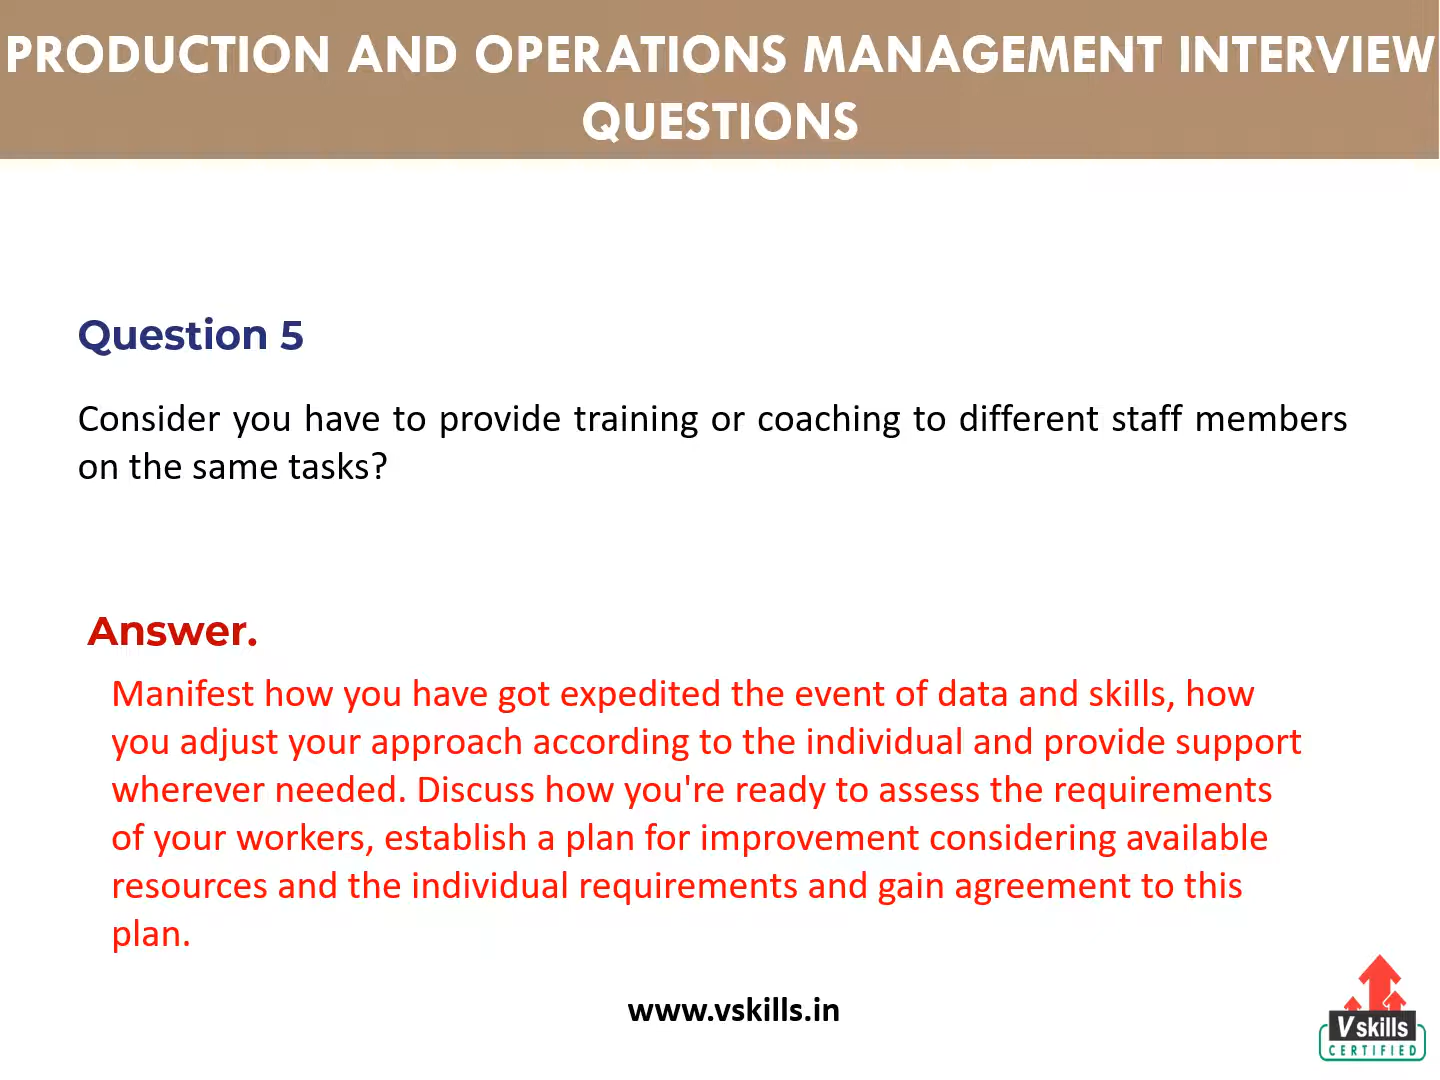 PRODUCTION AND OPERATIONS MANAGEMENT INTERVIEW
QUESTIONS
Question 5
Consider you have to provide training or coaching to different staff members
on the same tasks?
Answer.
Manifest how you have got expedited the event of data and skills, how
you adjust your approach according to the individual and provide support
wherever needed. Discuss how you're ready to assess the requirements
of your workers, establish a plan for improvement considering available
resources and the individual requirements and gain agreement to this
plan.
www.vskills.in
Vskills
CERTIFIED